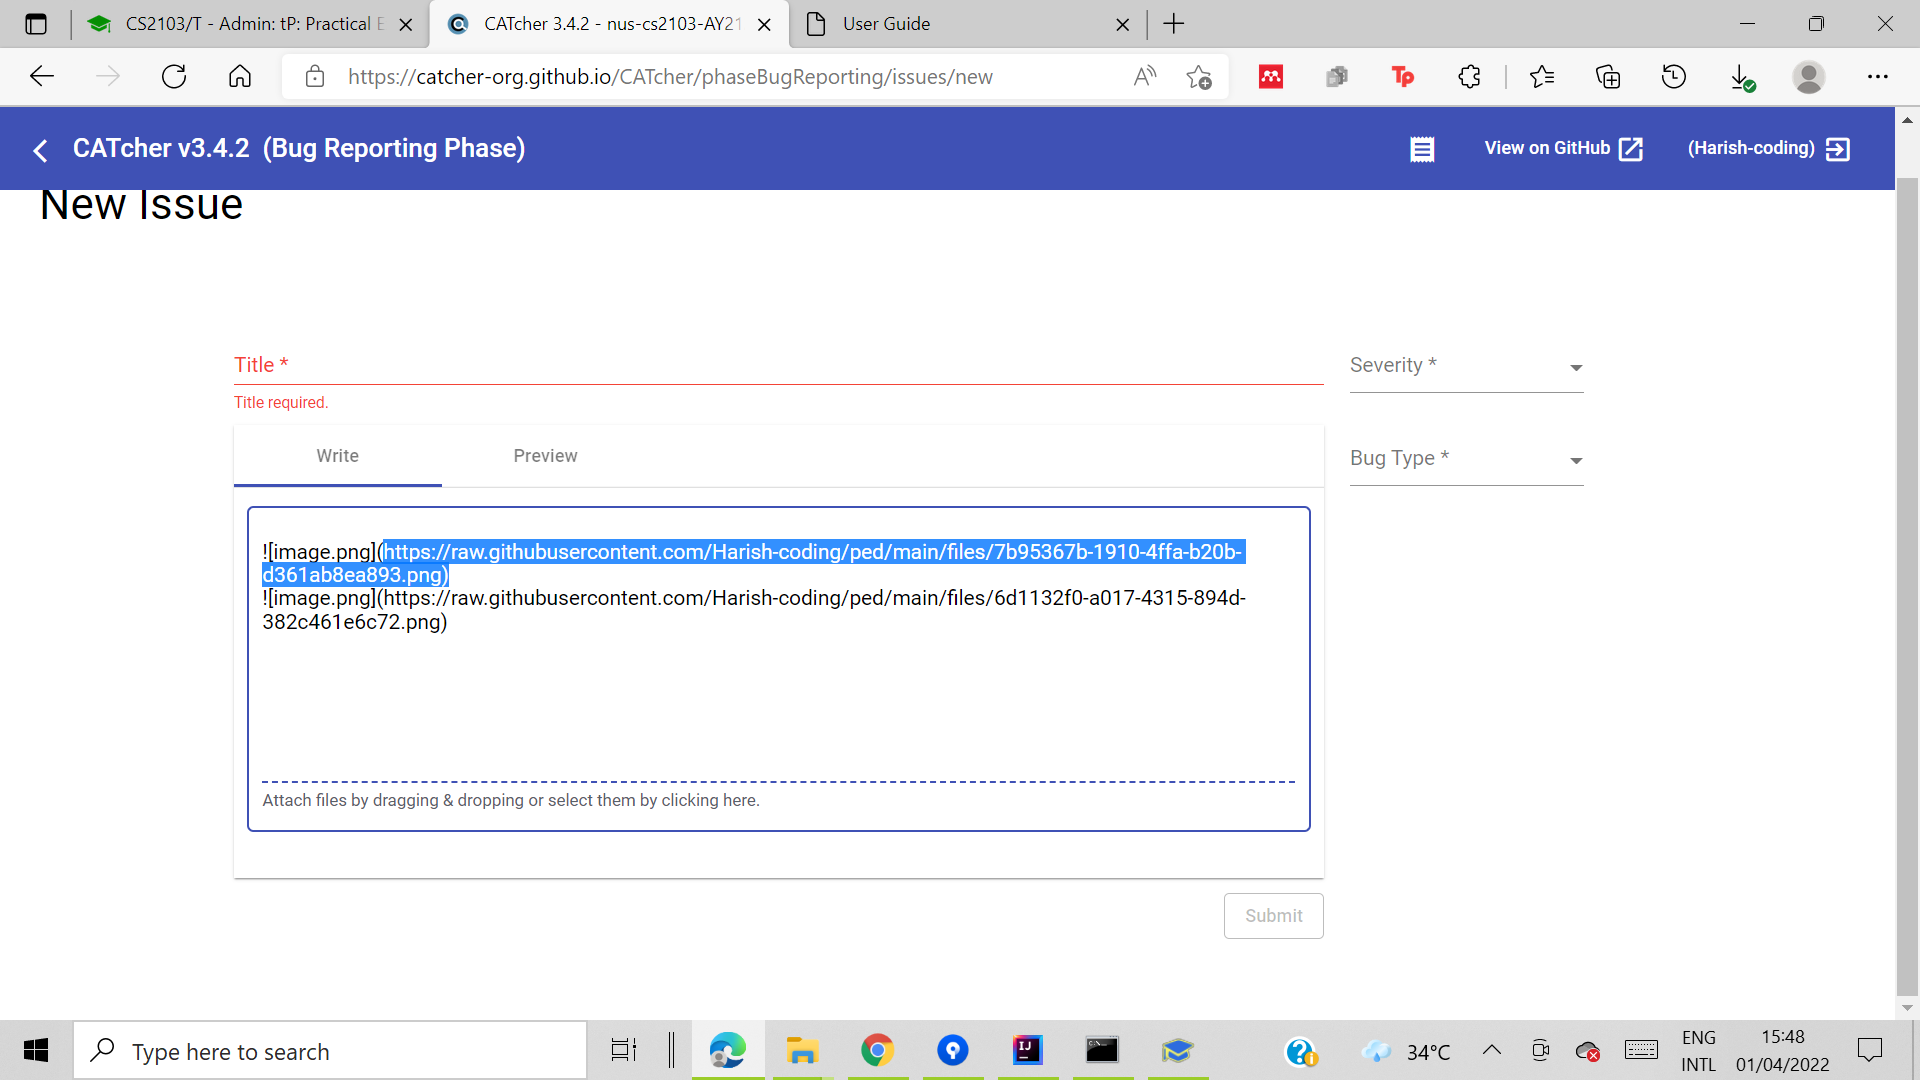 CS2103/T - Admin: tP: Practical E
CATcher 3.4.2 - nus-cs2103-AY21
User Guide
https://catcher-org.github.io/CATcher/phaseBugReporting/issues/new
CATcher v3.4.2 (Bug Reporting Phase)
View on GitHub
(Harish-coding)
New Issue
Title *
Severity *
Title required.
Write
Preview
Bug Type *
![image.png](https://raw.githubusercontent.com/Harish-coding/ped/main/files/7b95367b-1910-4ffa-b20b-
d361ab8ea893.png)
![image.png](https://raw.githubusercontent.com/Harish-coding/ped/main/files/6d1132f0-a017-4315-894d-
382c461e6c72.png)
Attach files by dragging & dropping or select them by clicking here.
Submit
Type here to search
34°C
ENG
INTL
15:48
01/04/2022